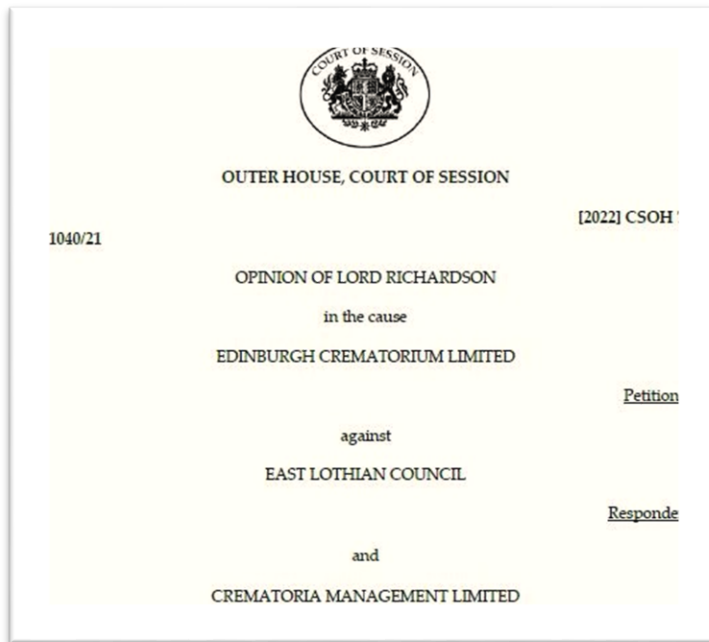 COURT OF SESSION
OUTER HOUSE, COURT OF SESSION
[2022] CSOH
1040/21
OPINION OF LORD RICHARDSON
in the cause
EDINBURGH CREMATORIUM LIMITED
Petition
against
EAST LOTHIAN COUNCIL
Responde
and
CREMATORIA MANAGEMENT LIMITED